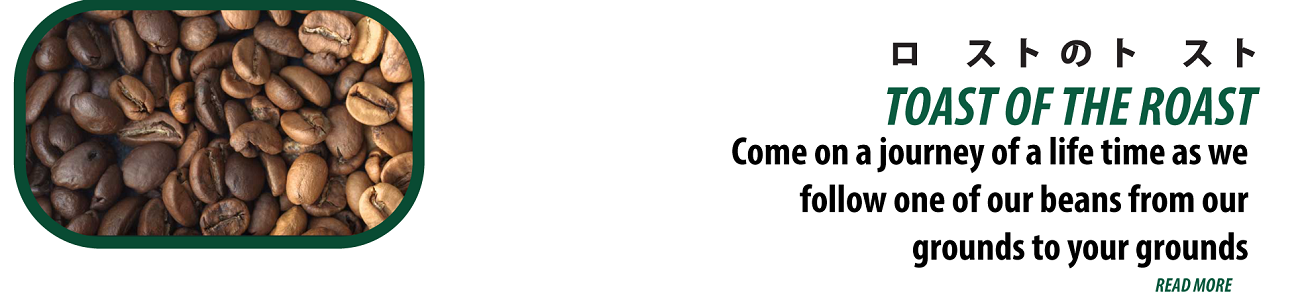 ロ ストのト スト
TOAST OF THE ROAST
Come on a journey of a life time as we
follow one of our beans from our
grounds to your grounds
READ MORE